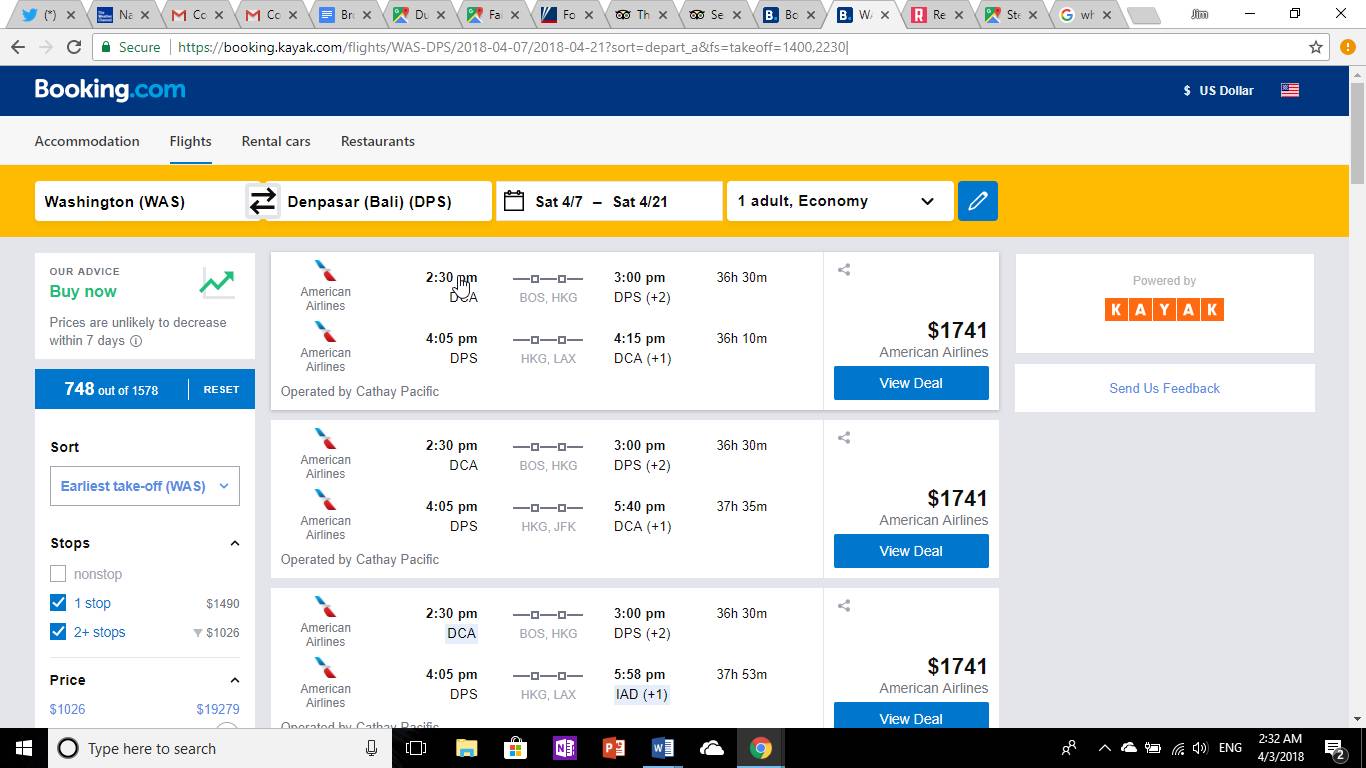 (*)
Na
Co
Co
Bro
Du
Fa
Fo
Th
Se
Bo
W
Re
Ste
wh
Jim
Secure https://booking.kayak.com/flights/WAS-DPS/2018-04-07/2018-04-21?sort=depart_a&fs=takeoff=1400,2230
Booking.com
$ US Dollar
Accommodation Flights Rental cars Restaurants
Washington (WAS) Denpasar (Bali) (DPS) Sat 4/7 – Sat 4/21 1 adult, Economy
OUR ADVICE
Buy now
Prices are unlikely to decrease
within 7 days
748 out of 1578 RESET
Sort
Earliest take-off (WAS)
Stops
nonstop
1 stop $1490
2+ stops $1026
Price
$1026 $19279
American
Airlines
2:30 pm 3:00 pm 36h 30m
DCA BOS, HKG DPS (+2)
American
Airlines
4:05 pm 4:15 pm 36h 10m
DPS HKG, LAX DCA (+1)
Operated by Cathay Pacific
$1741
American Airlines
View Deal
American
Airlines
2:30 pm 3:00 pm 36h 30m
DCA BOS, HKG DPS (+2)
American
Airlines
4:05 pm 5:40 pm 37h 35m
DPS HKG, JFK DCA (+1)
Operated by Cathay Pacific
$1741
American Airlines
View Deal
American
Airlines
2:30 pm 3:00 pm 36h 30m
DCA BOS, HKG DPS (+2)
American
Airlines
4:05 pm 5:58 pm 37h 53m
DPS HKG, LAX IAD (+1)
Operated by Cathay Pacific
$1741
American Airlines
View Deal
Powered by
KAYAK
Send Us Feedback
Type here to search
ENG
2:32 AM
4/3/2018
2